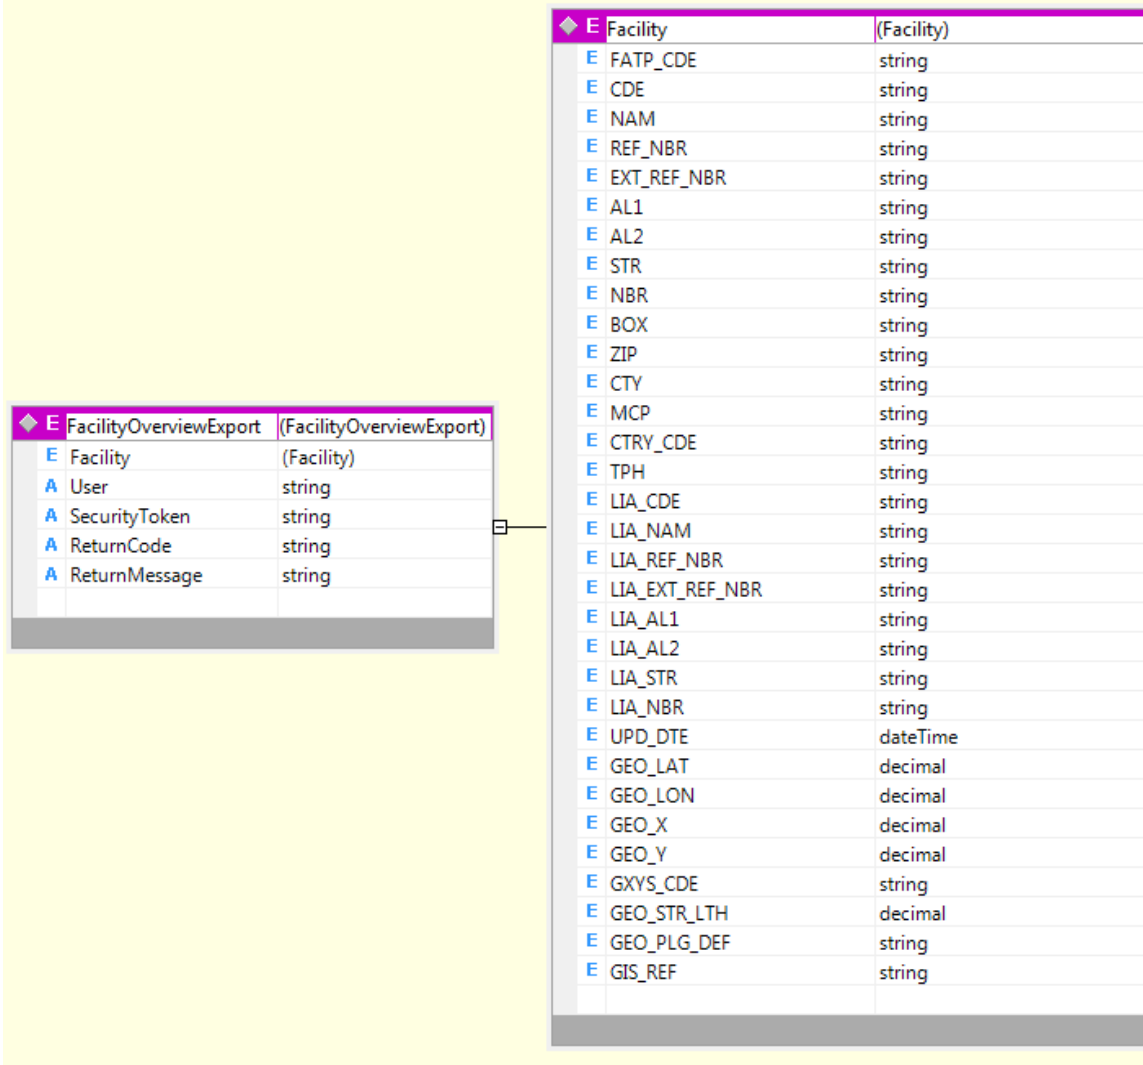 E FacilityOverviewExport (FacilityOverviewExport)
E Facility (Facility)
A User string
A SecurityToken string
A ReturnCode string
A ReturnMessage string
E Facility (Facility)
E FATP_CDE string
E CDE string
E NAM string
E REF_NBR string
E EXT_REF_NBR string
E AL1 string
E AL2 string
E STR string
E NBR string
E BOX string
E ZIP string
E CTY string
E MCP string
E CTRY_CDE string
E TPH string
E LIA_CDE string
E LIA_NAM string
E LIA_REF_NBR string
E LIA_EXT_REF_NBR string
E LIA_AL1 string
E LIA_AL2 string
E LIA_STR string
E LIA_NBR string
E UPD_DTE dateTime
E GEO_LAT decimal
E GEO_LON decimal
E GEO_X decimal
E GEO_Y decimal
E GXYS_CDE string
E GEO_STR_LTH decimal
E GEO_PLG_DEF string
E GIS_REF string